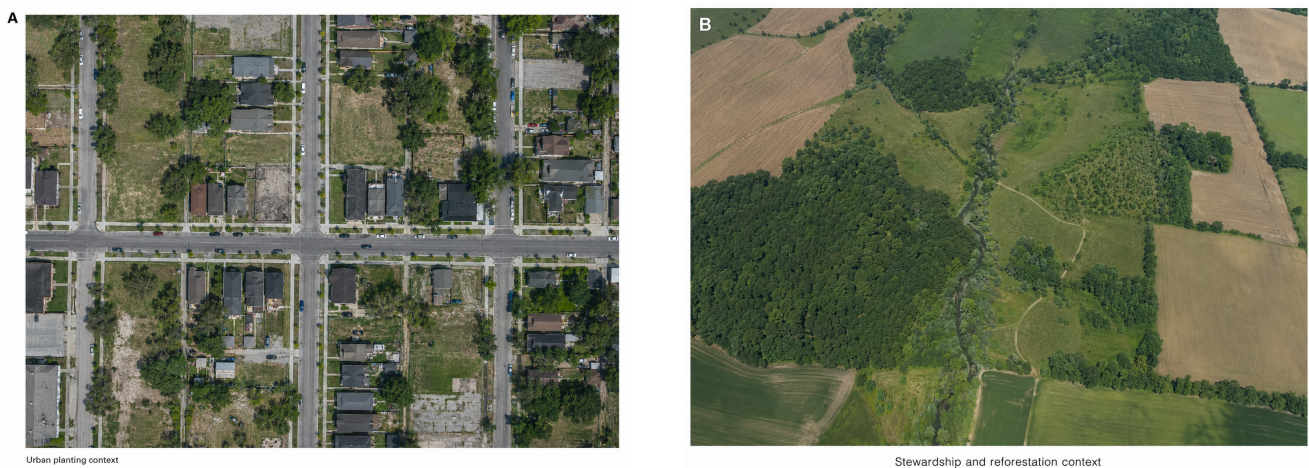 A
B
Urban planting context
Stewardship and reforestation context